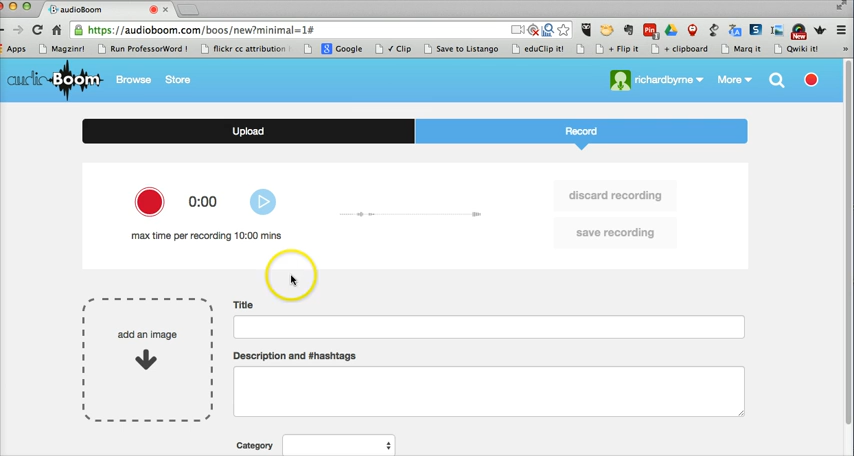 audioBoom
https://audioboom.com/boos/new?minimal=1#
Apps Magzinr! Run ProfessorWord ! flickr cc attribution Google ✓ Clip Save to Listango eduClip it! + Flip it + clipboard Marq it Qwiki it! »
audioBoom Browse Store richardbyrne More
Upload Record
0:00 discard recording
max time per recording 10:00 mins save recording
Title
add an image
Description and #hashtags
Category